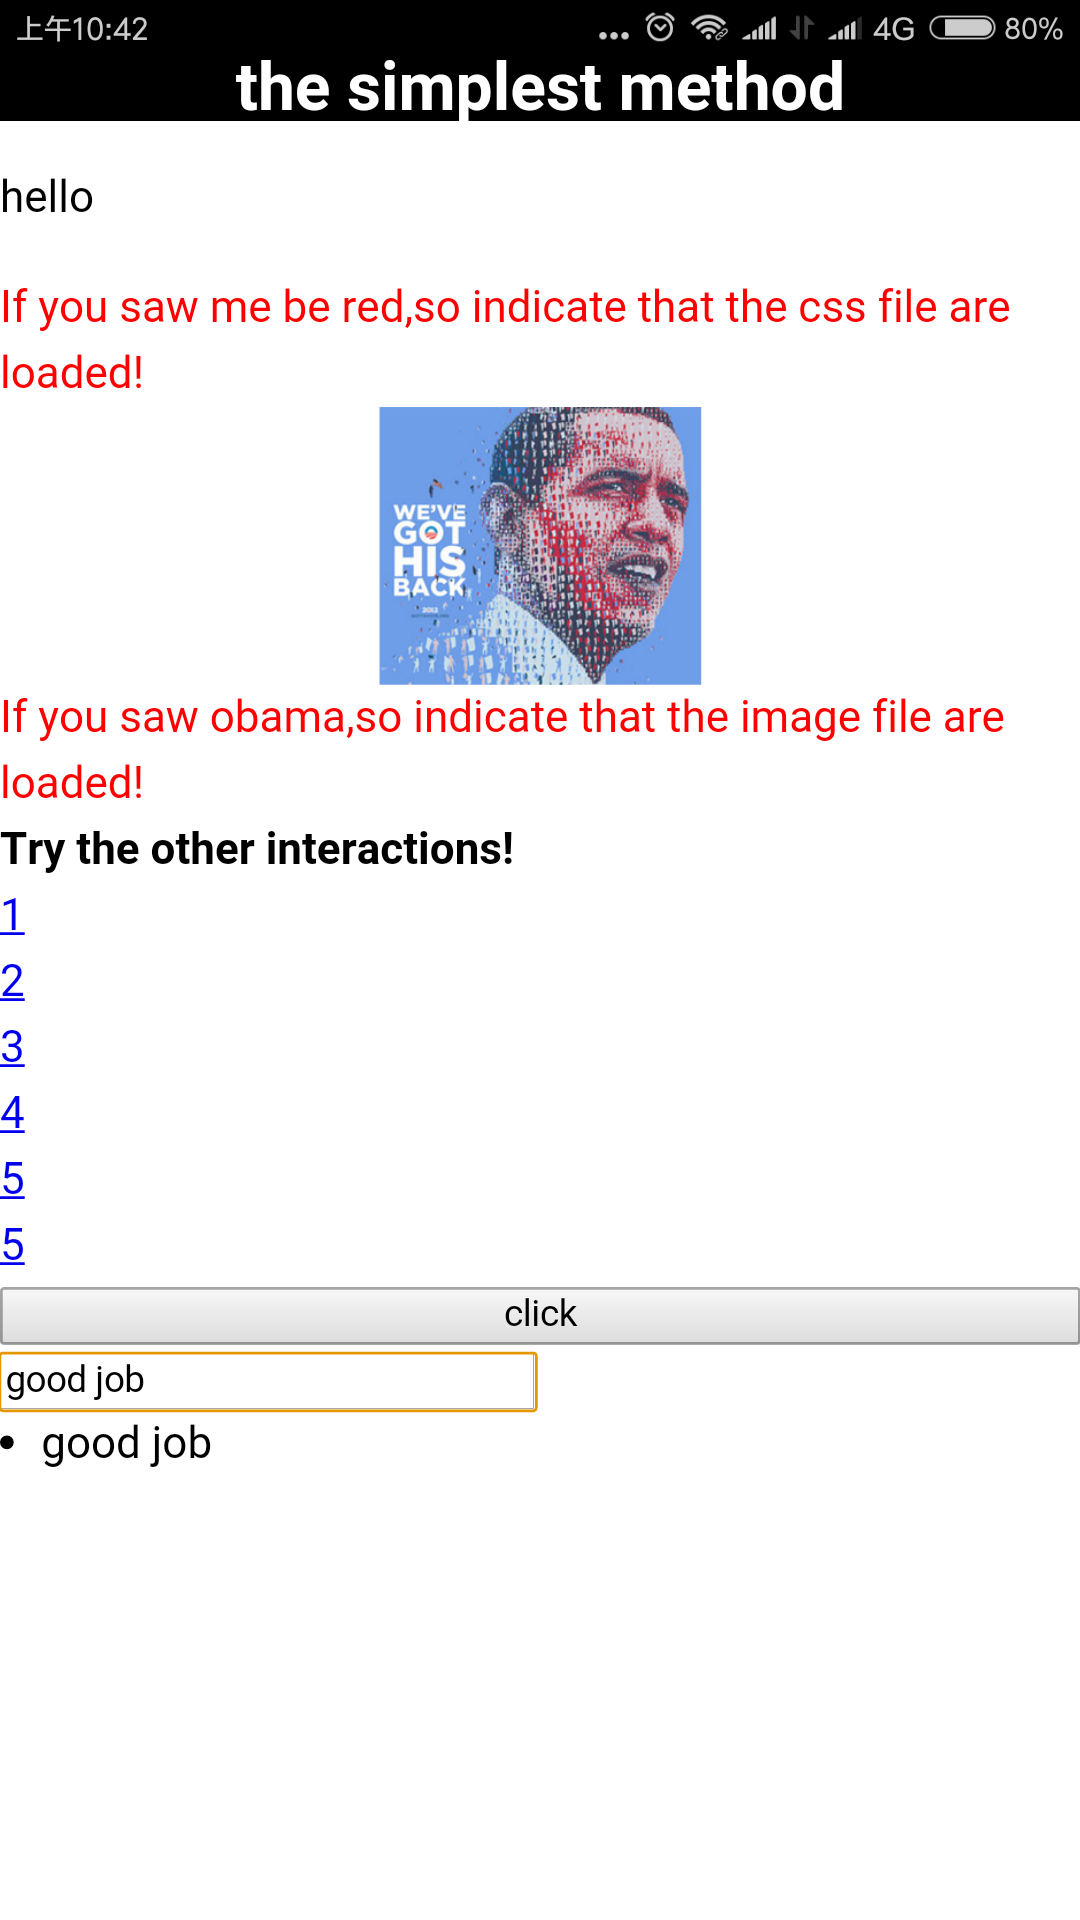 上午10:42 ... 4G 80%
the simplest method
hello
If you saw me be red,so indicate that the css file are
loaded!
WE'VE
GOT
HIS
BACK
2012
If you saw obama,so indicate that the image file are
loaded!
Try the other interactions!
1
2
3
4
5
5
click
good job
• good job